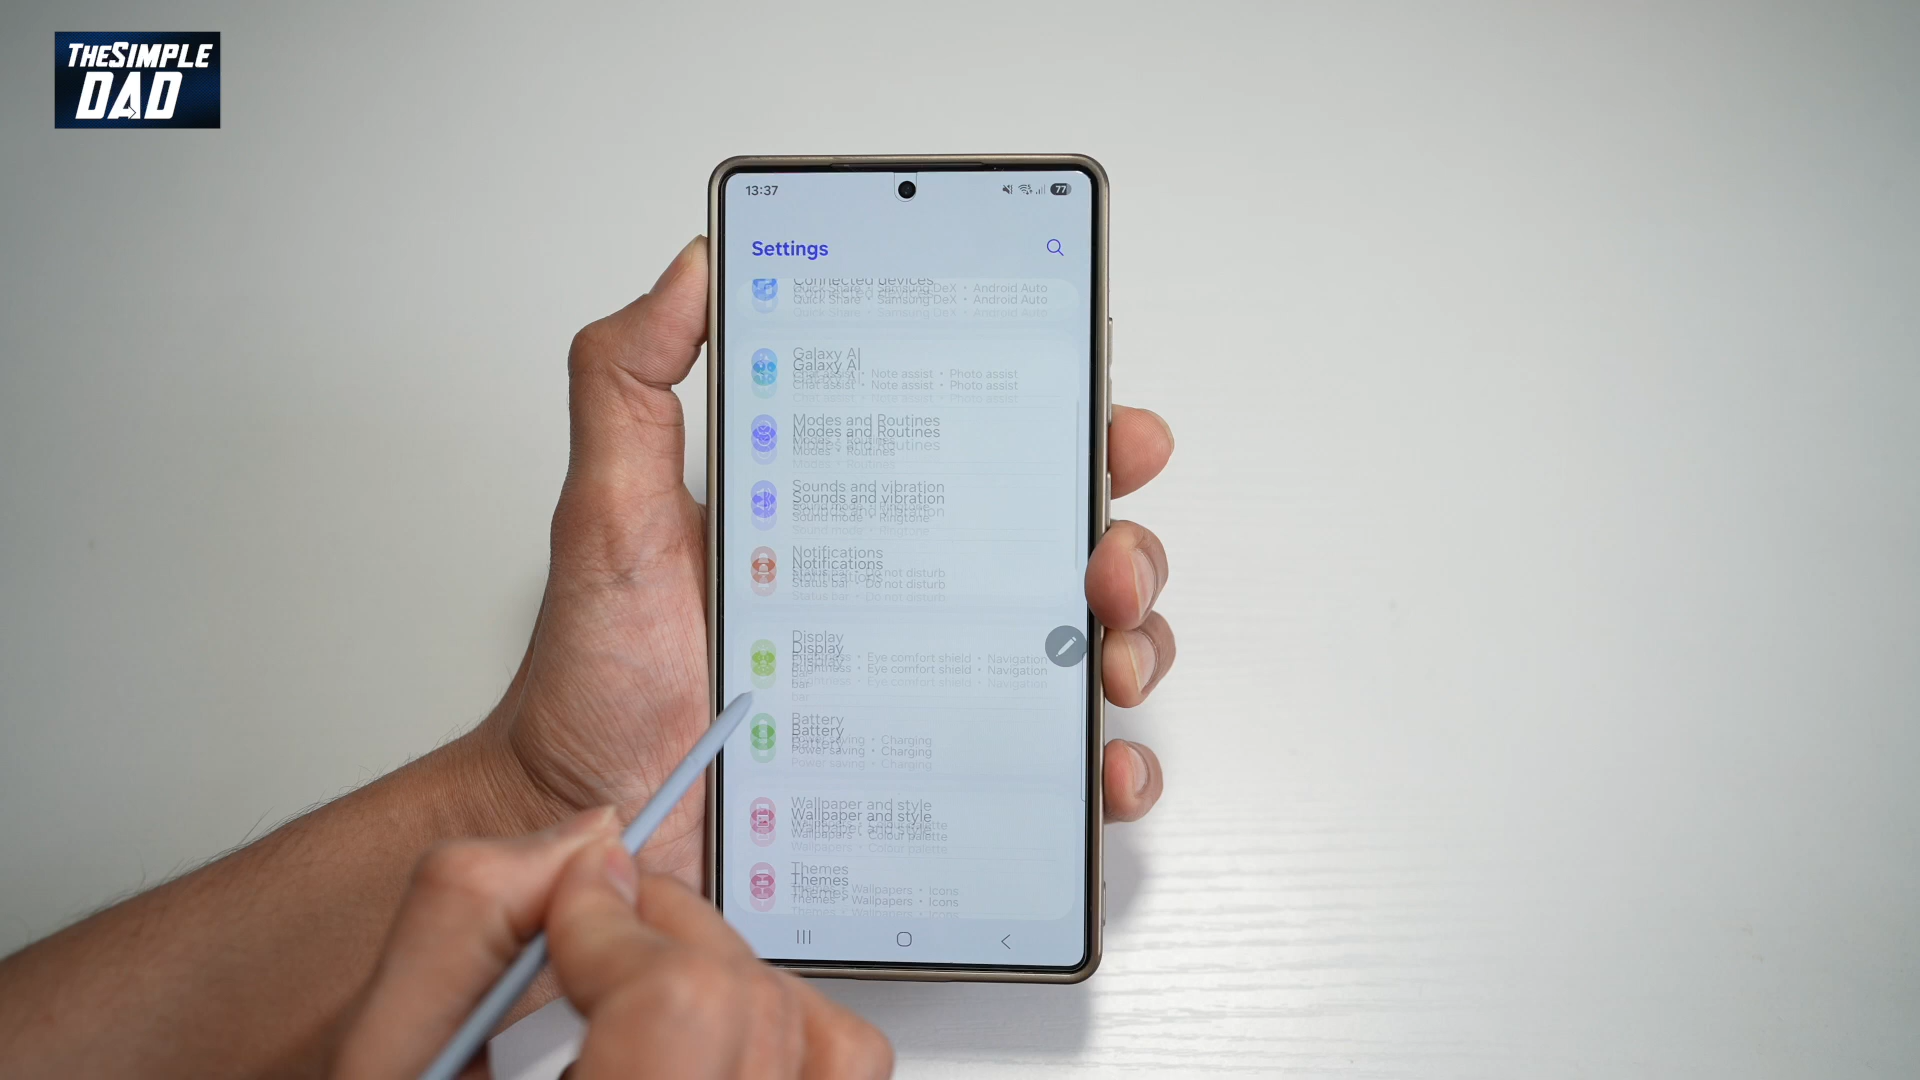 THESIMPLE
DAD
13:37
77
Settings
Connected devices
Quick Share • Samsung DeX • Android Auto
Galaxy AI
Chat assist • Note assist • Photo assist
Modes and Routines
Modes • Routines
Sounds and vibration
Sound mode • Ringtone
Notifications
Status bar • Do not disturb
Display
Brightness • Eye comfort shield • Navigation
bar
Battery
Power saving • Charging
Wallpaper and style
Wallpapers • Colour palette
Themes
Themes • Wallpapers • Icons